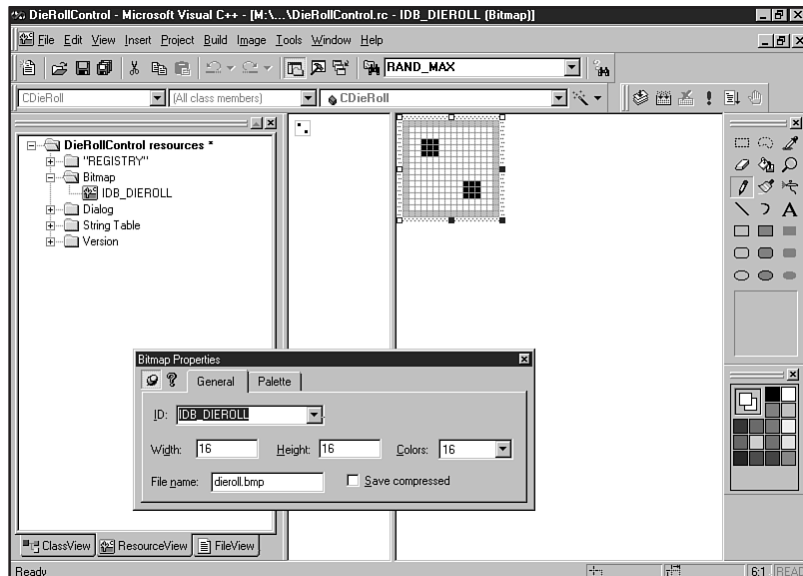 DieRollControl - Microsoft Visual C++ - [M:\...\DieRollControl.rc - IDB_DIEROLL (Bitmap)]
File Edit View Insert Project Build Image Tools Window Help
RAND_MAX
CDieRoll (All class members) CDieRoll
DieRollControl resources *
"REGISTRY"
Bitmap
IDB_DIEROLL
Dialog
String Table
Version
A
Bitmap Properties
General Palette
ID: IDB_DIEROLL
Width: 16 Height: 16 Colors: 16
File name: dieroll.bmp Save compressed
ClassView ResourceView FileView
Ready 6:1 READ